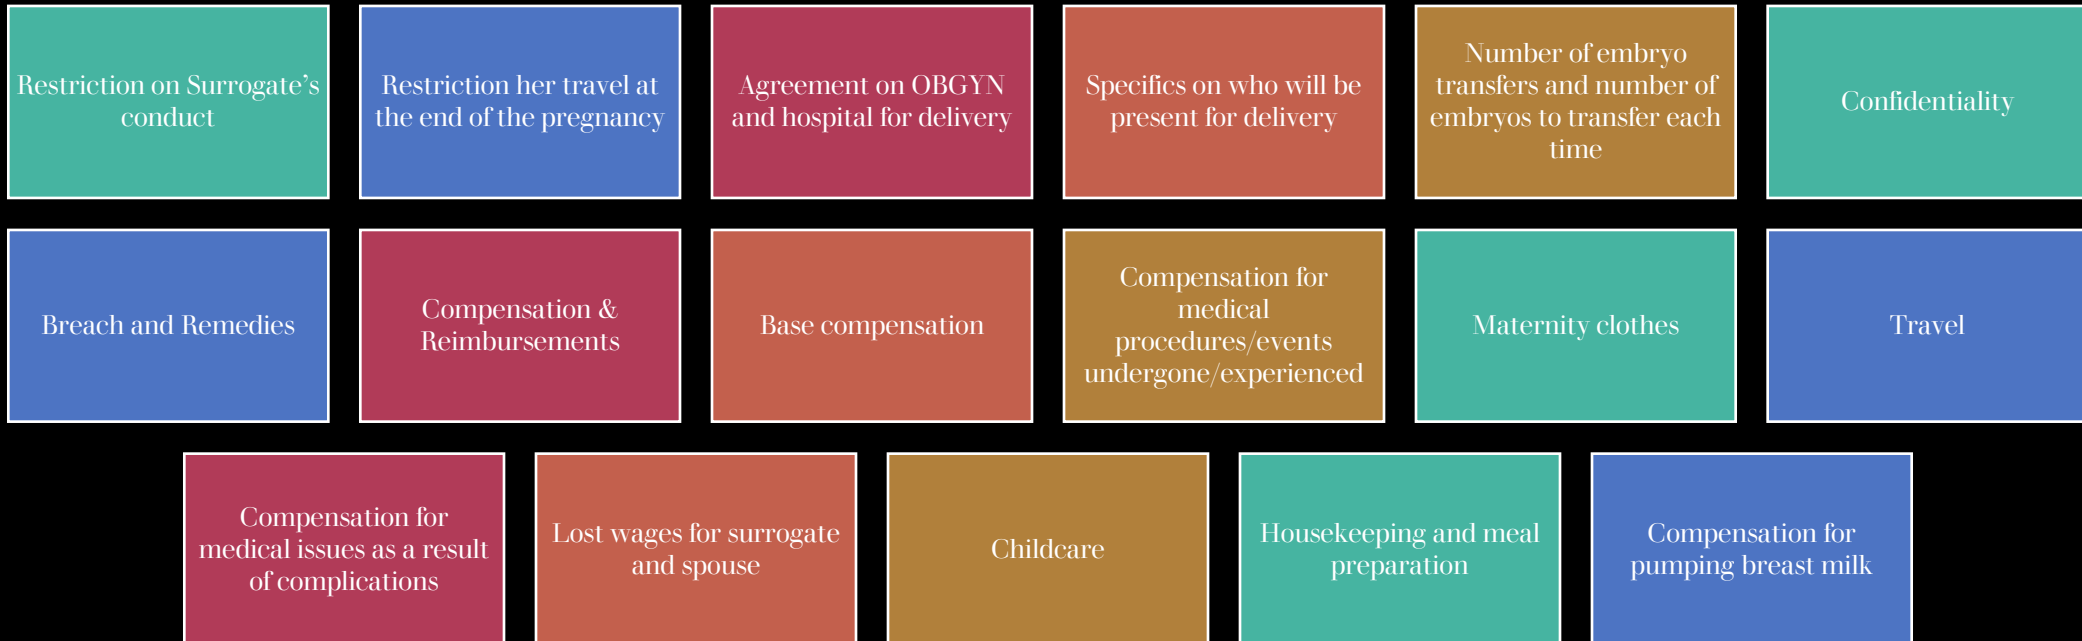 Restriction on Surrogate’s
conduct
Restriction her travel at
the end of the pregnancy
Agreement on OBGYN
and hospital for delivery
Specifics on who will be
present for delivery
Number of embryo
transfers and number of
embryos to transfer each
time
Confidentiality
Breach and Remedies
Compensation &
Reimbursements
Base compensation
Compensation for
medical
procedures/events
undergone/experienced
Maternity clothes
Travel
Compensation for
medical issues as a result
of complications
Lost wages for surrogate
and spouse
Childcare
Housekeeping and meal
preparation
Compensation for
pumping breast milk